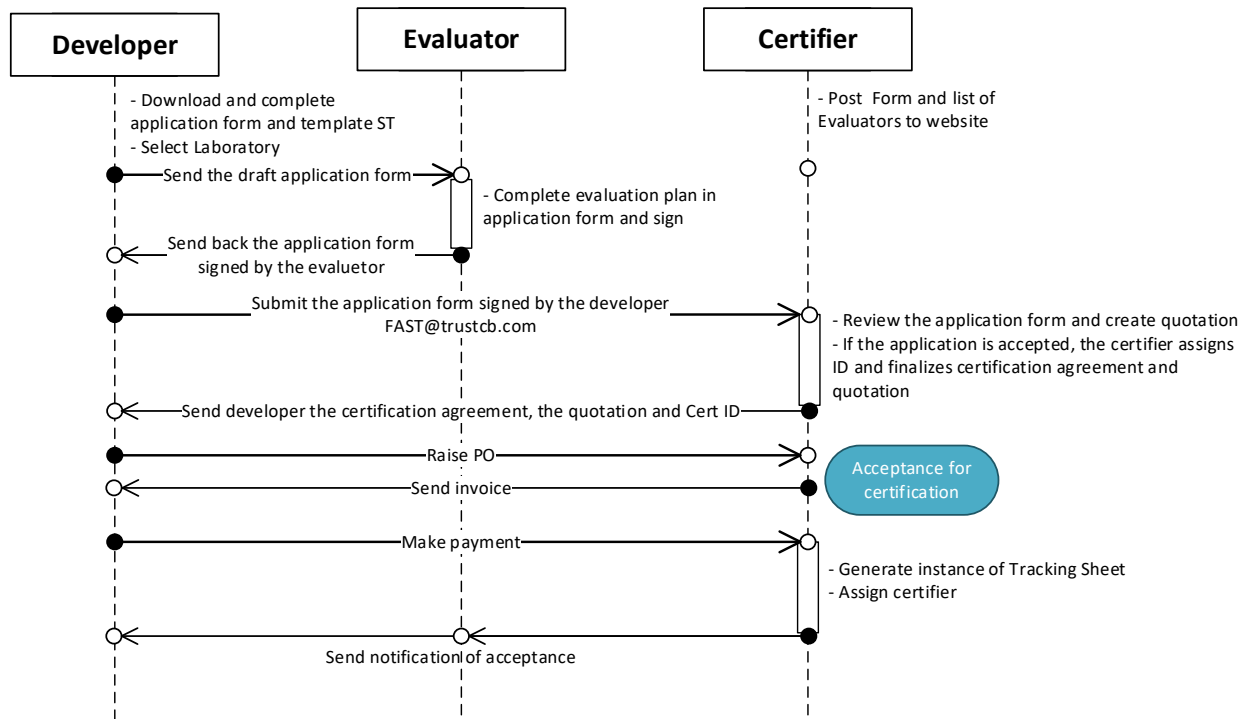 Developer
Evaluator
Certifier
- Download and complete
application form and template ST
- Select Laboratory
- Post Form and list of
Evaluators to website
Send the draft application form
- Complete evaluation plan in
application form and sign
Send back the application form
signed by the evaluetor
Submit the application form signed by the developer
FAST@trustcb.com
- Review the application form and create quotation
- If the application is accepted, the certifier assigns
ID and finalizes certification agreement and
quotation
Send developer the certification agreement, the quotation and Cert ID
Raise PO
Acceptance for
certification
Send invoice
Make payment
- Generate instance of Tracking Sheet
- Assign certifier
Send notification of acceptance